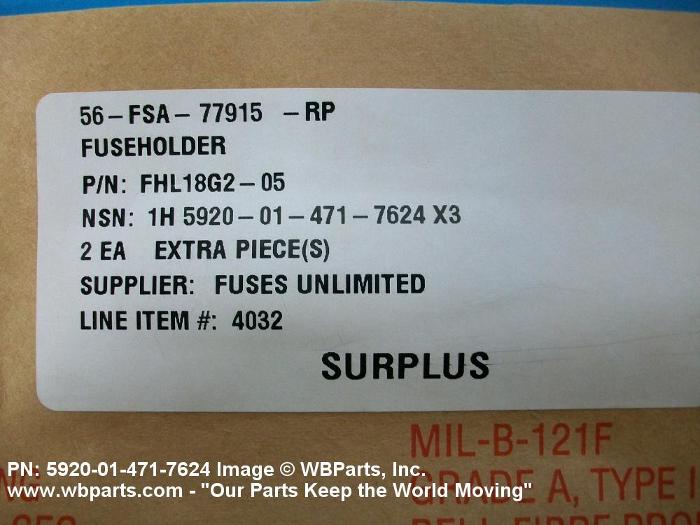 56-FSA-77915 -RP
FUSEHOLDER
P/N: FHL18G2-05
NSN: 1H 5920-01-471-7624 X3
2 EA EXTRA PIECE(S)
SUPPLIER: FUSES UNLIMITED
LINE ITEM #: 4032
SURPLUS
MIL-B-121F
GRADE A, TYPE I
PN: 5920-01-471-7624 Image © WBParts, Inc.
www.wbparts.com - "Our Parts Keep the World Moving"